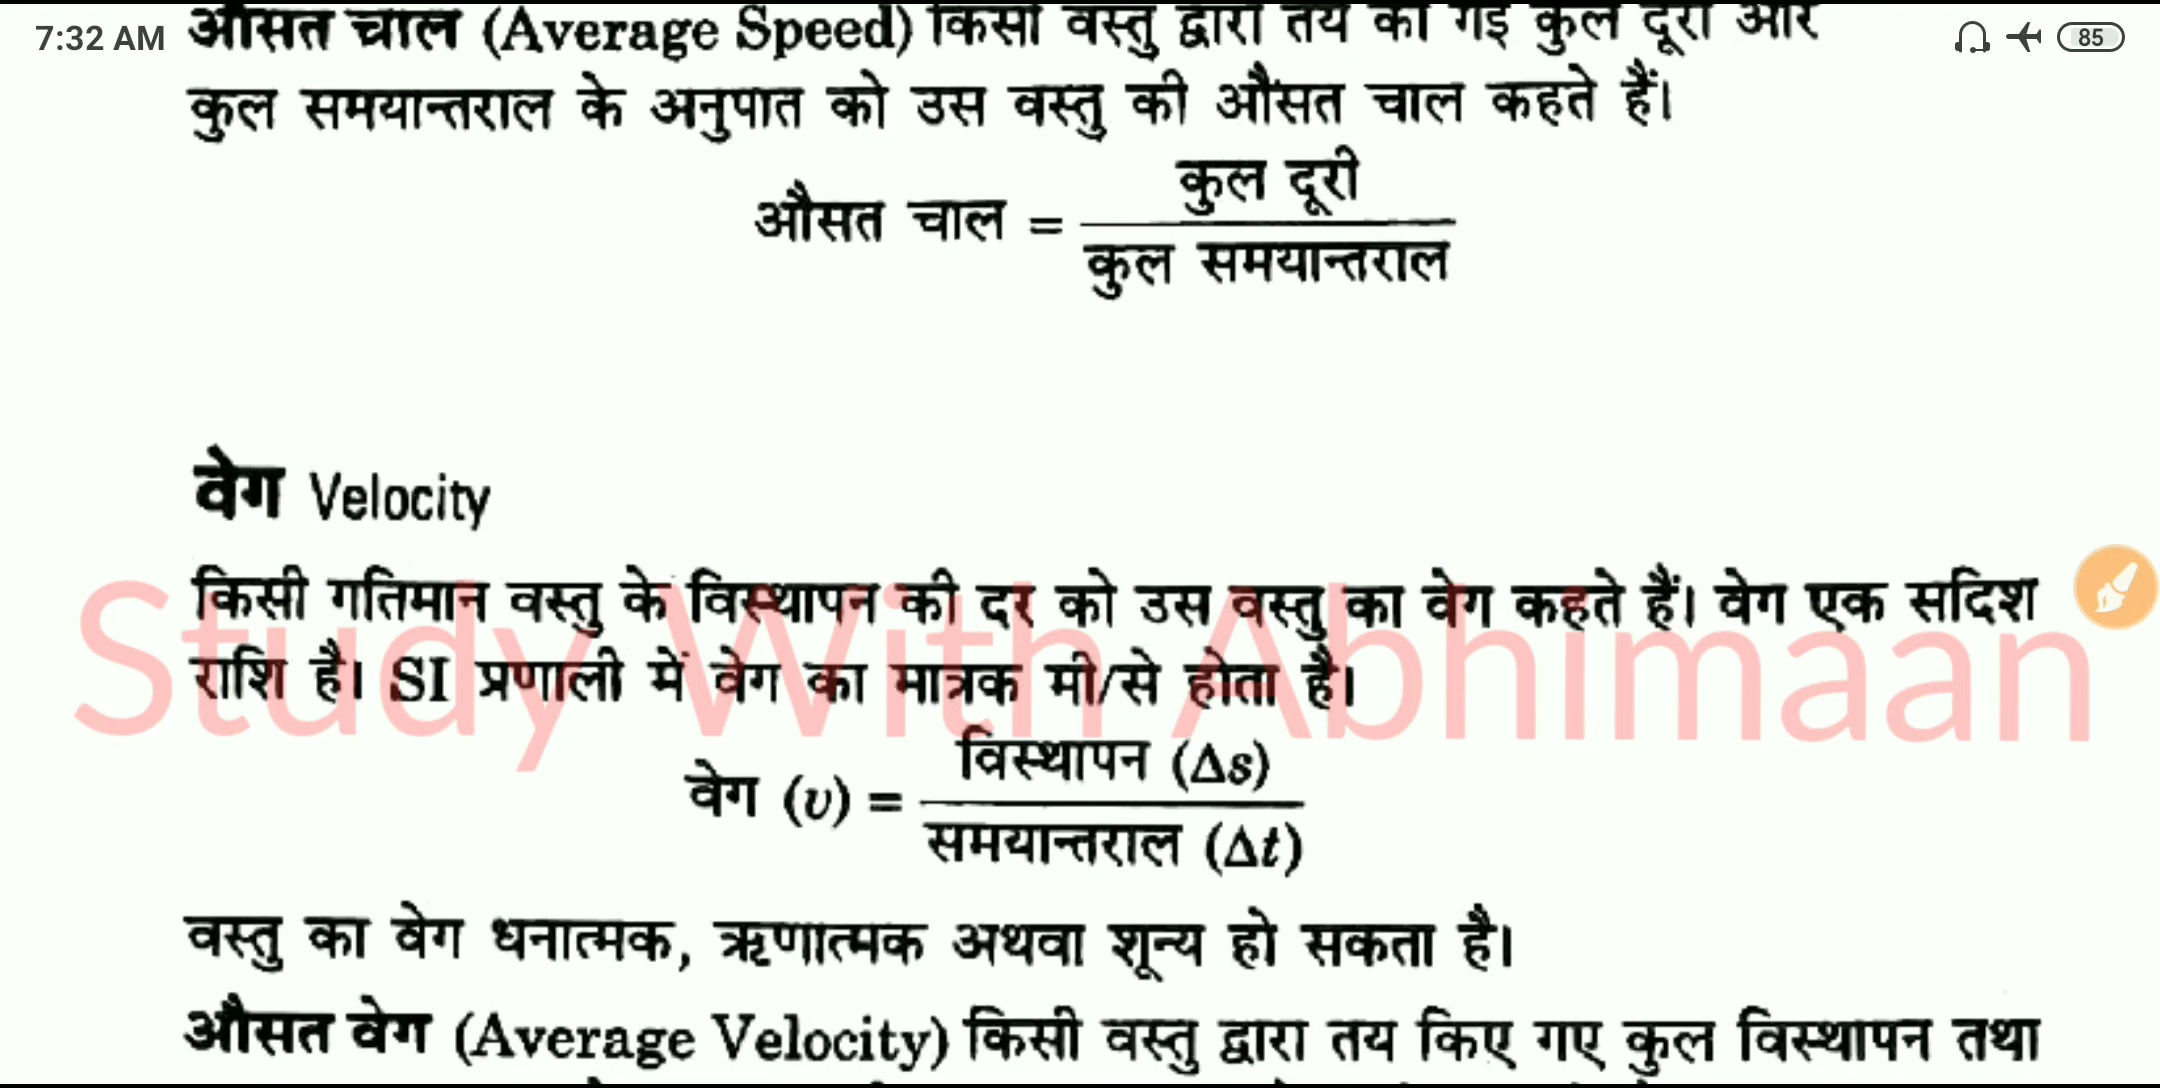 7:32 AM
85
औसत चाल (Average Speed) किसी वस्तु द्वारा तय की गई कुल दूरी और
कुल समयान्तराल के अनुपात को उस वस्तु की औसत चाल कहते हैं।
कुल दूरी
औसत चाल =
कुल समयान्तराल
वेग Velocity
किसी गतिमान वस्तु के विस्थापन की दर को उस वस्तु का वेग कहते हैं। वेग एक सदिश
राशि है। SI प्रणाली में वेग का मात्रक मी/से होता है।
Study With Abhimaan
विस्थापन (Δs)
वेग (v) =
समयान्तराल (Δt)
वस्तु का वेग धनात्मक, ऋणात्मक अथवा शून्य हो सकता है।
औसत वेग (Average Velocity) किसी वस्तु द्वारा तय किए गए कुल विस्थापन तथा